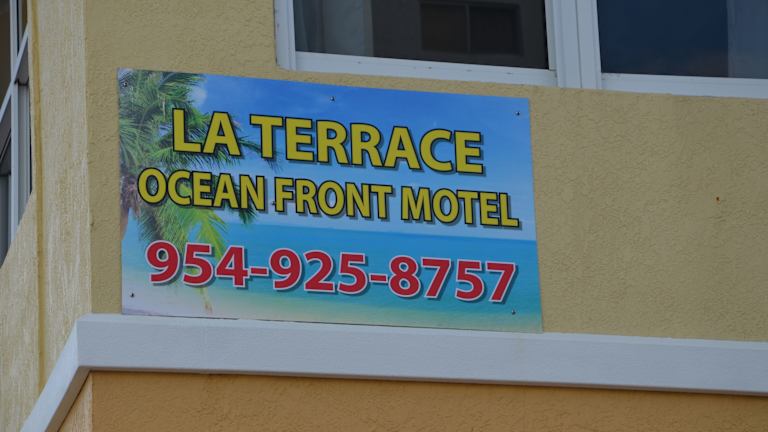 LA TERRACE
OCEAN FRONT MOTEL
954-925-8757